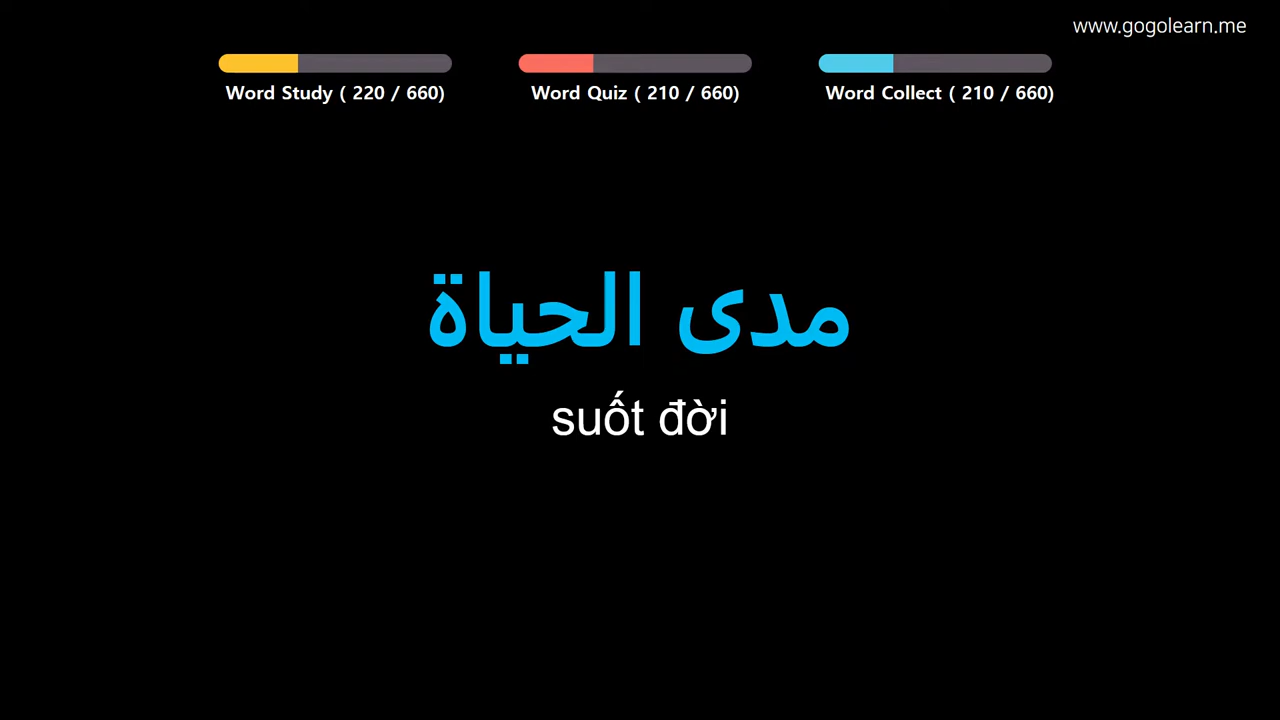 www.gogolearn.me
Word Study ( 220 / 660)
Word Quiz ( 210 / 660)
Word Collect ( 210 / 660)
مدى الحياة
suốt đời